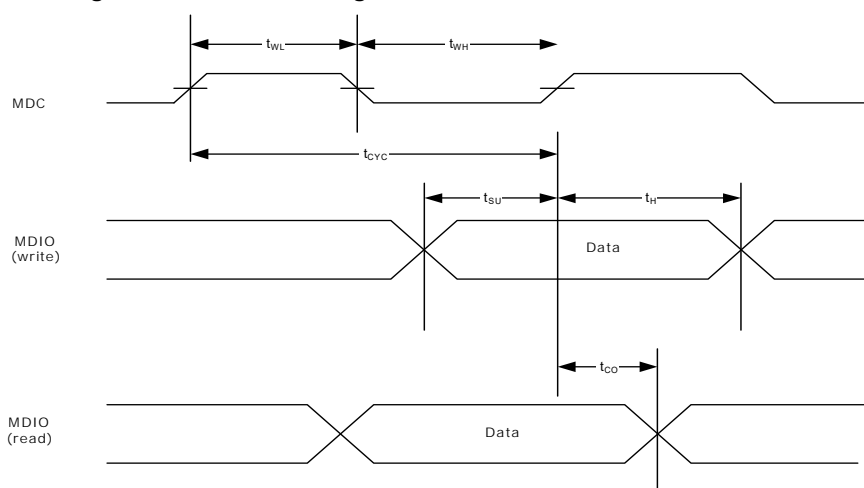 tWL
tWH
MDC
tCYC
tSU
tH
MDIO
(write)
Data
tCO
MDIO
(read)
Data